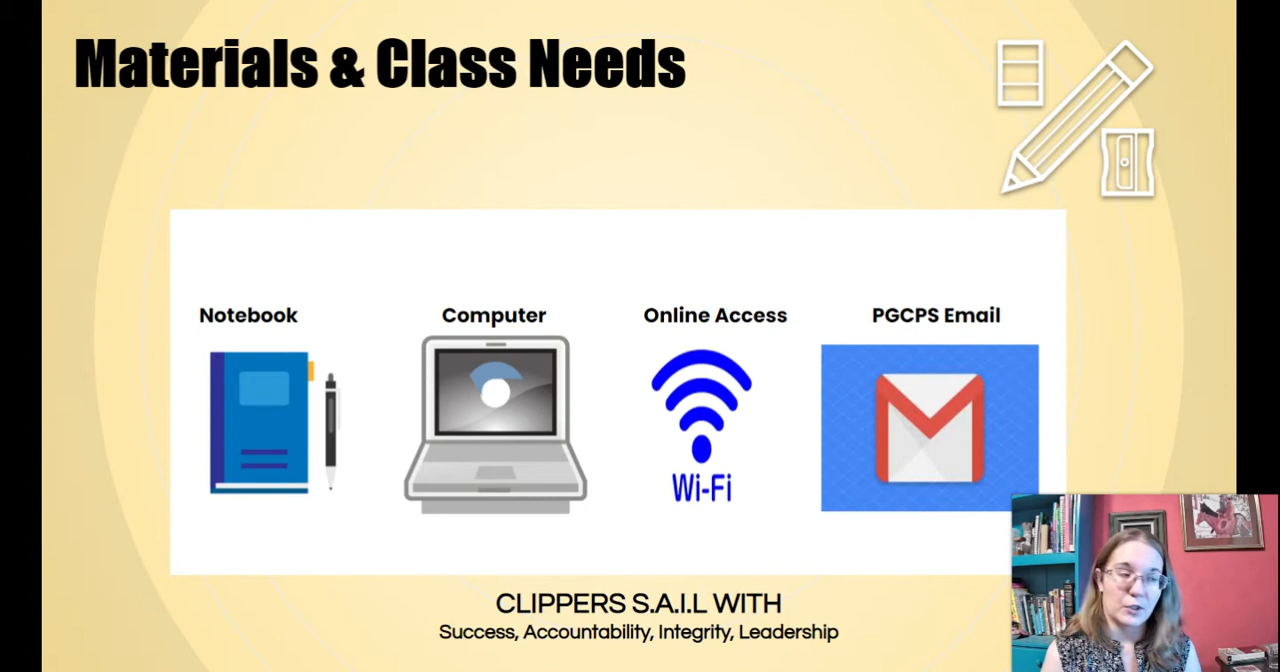 Materials & Class Needs
Notebook
Computer
Online Access
PGCPS Email
Wi-Fi
CLIPPERS S.A.I.L WITH
Success, Accountability, Integrity, Leadership